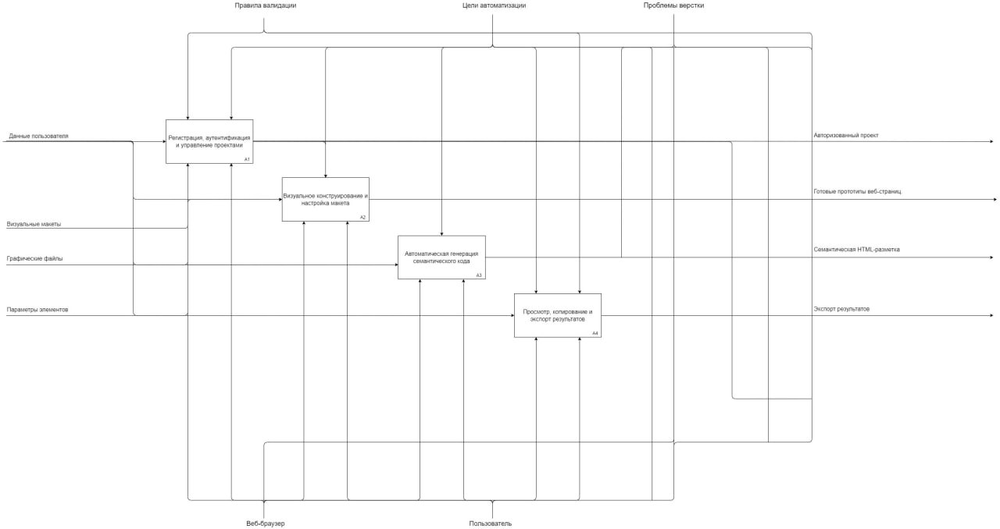 Правила валидации
Цели автоматизации
Проблемы верстки
Данные пользователя
Регистрация, аутентификация
и управление проектами
A1
Авторизованный проект
Визуальное конструирование и
настройка макета
A2
Готовые прототипы веб-страниц
Визуальные макеты
Графические файлы
Автоматическая генерация
семантического кода
A3
Семантическая HTML-разметка
Параметры элементов
Просмотр, копирование и
экспорт результатов
A4
Экспорт результатов
Веб-браузер
Пользователь